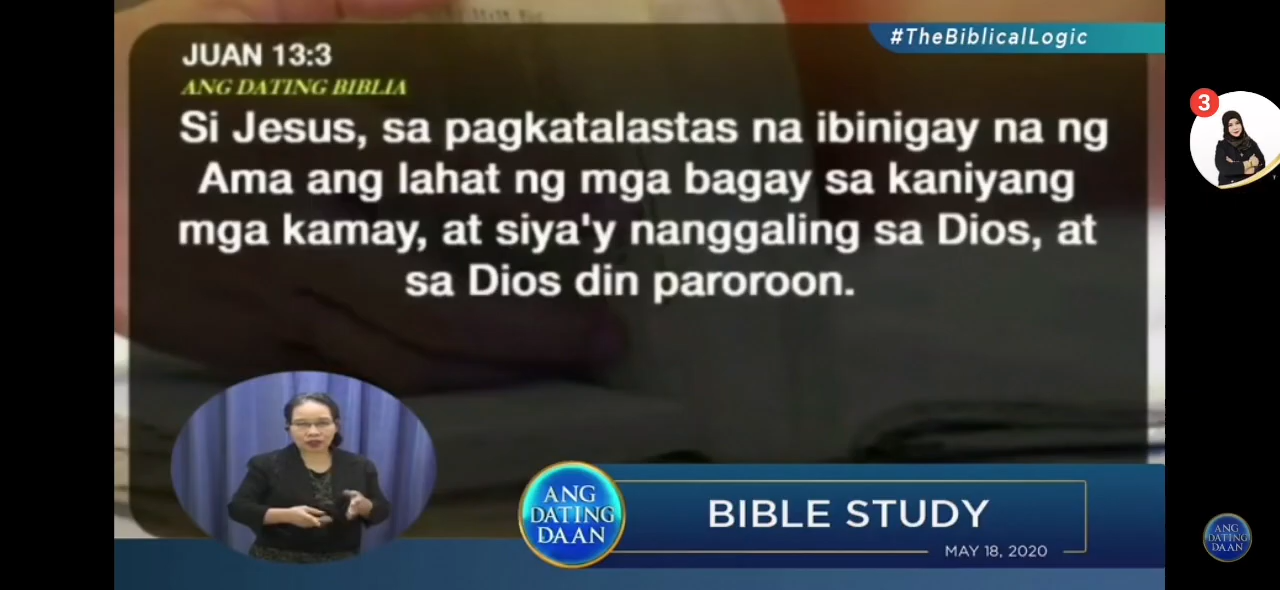 #TheBiblicalLogic
JUAN 13:3
ANG DATING BIBLIA
Si Jesus, sa pagkatalastas na ibinigay na ng
Ama ang lahat ng mga bagay sa kaniyang
mga kamay, at siya'y nanggaling sa Dios, at
sa Dios din paroroon.
3
ANG
DATING
DAAN
BIBLE STUDY
MAY 18, 2020
ANG
DATING
DAAN